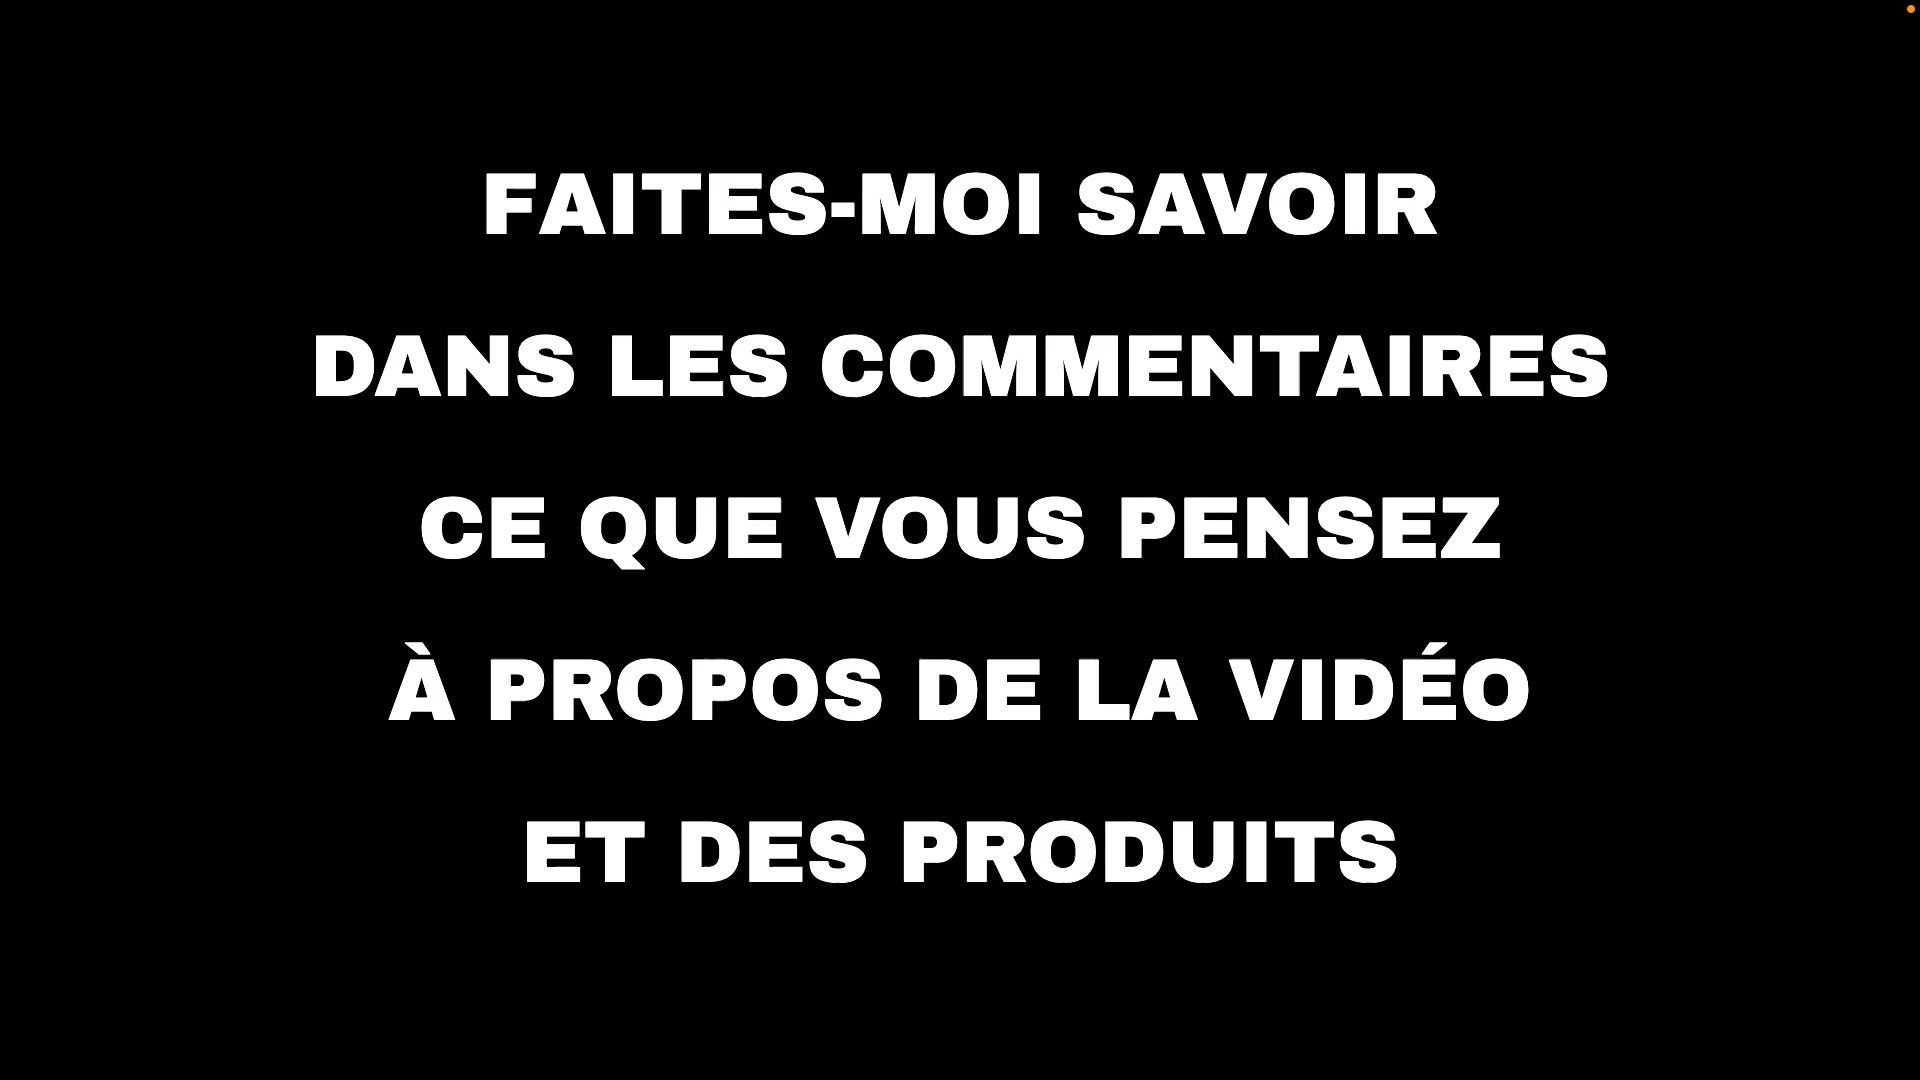 FAITES-MOI SAVOIR
DANS LES COMMENTAIRES
CE QUE VOUS PENSEZ
À PROPOS DE LA VIDÉO
ET DES PRODUITS